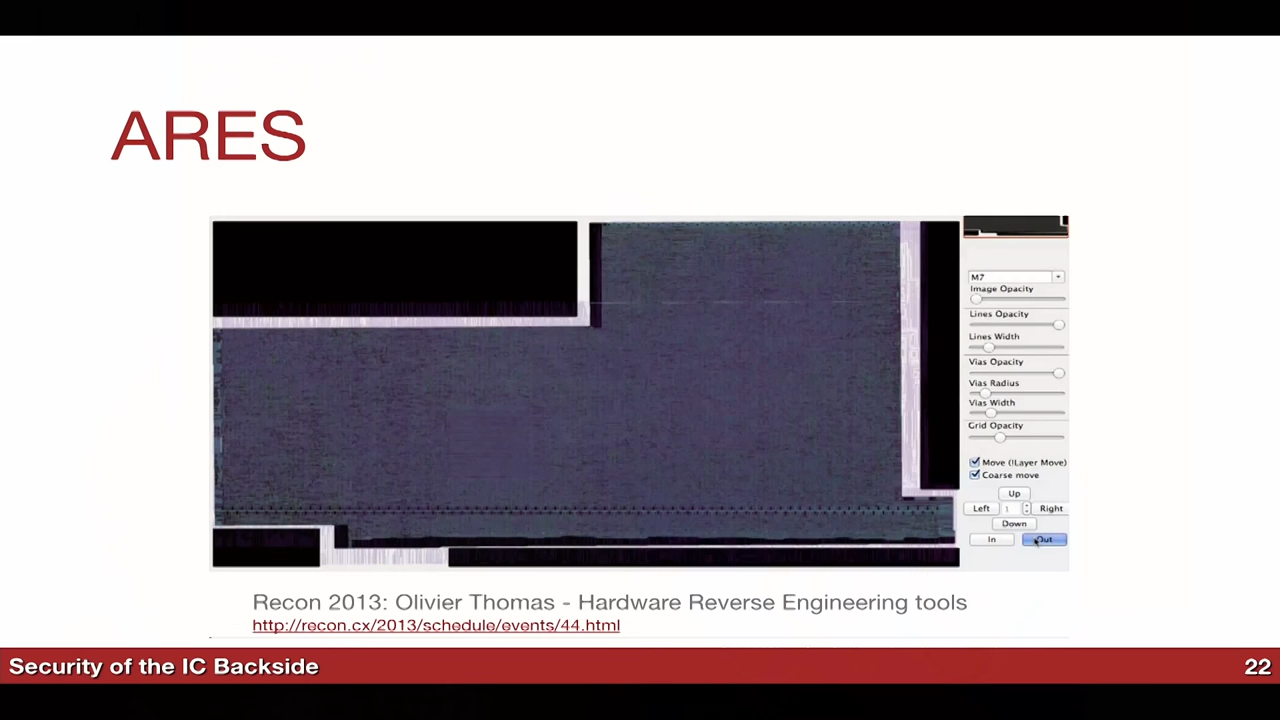 ARES
M7
Image Opacity
Lines Opacity
Lines Width
Vias Opacity
Vias Radius
Vias Width
Grid Opacity
Move (!Layer Move)
Coarse move
Up
Left 1 Right
Down
In Out
Recon 2013: Olivier Thomas - Hardware Reverse Engineering tools
http://recon.cx/2013/schedule/events/44.html
Security of the IC Backside 22